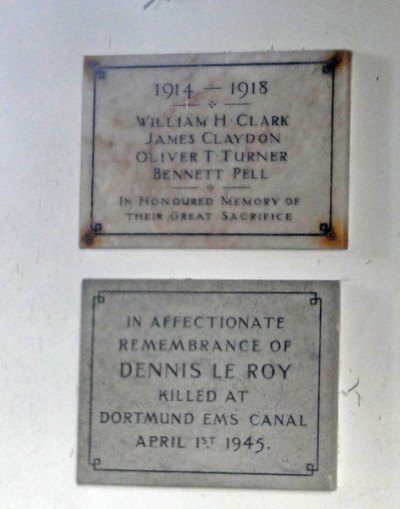 1914 — 1918
WILLIAM H. CLARK
JAMES CLAYDON
OLIVER T. TURNER
BENNETT PELL
IN HONOURED MEMORY OF
THEIR GREAT SACRIFICE
IN AFFECTIONATE
REMEMBRANCE OF
DENNIS LE ROY
KILLED AT
DORTMUND EMS CANAL
APRIL 1ST 1945.